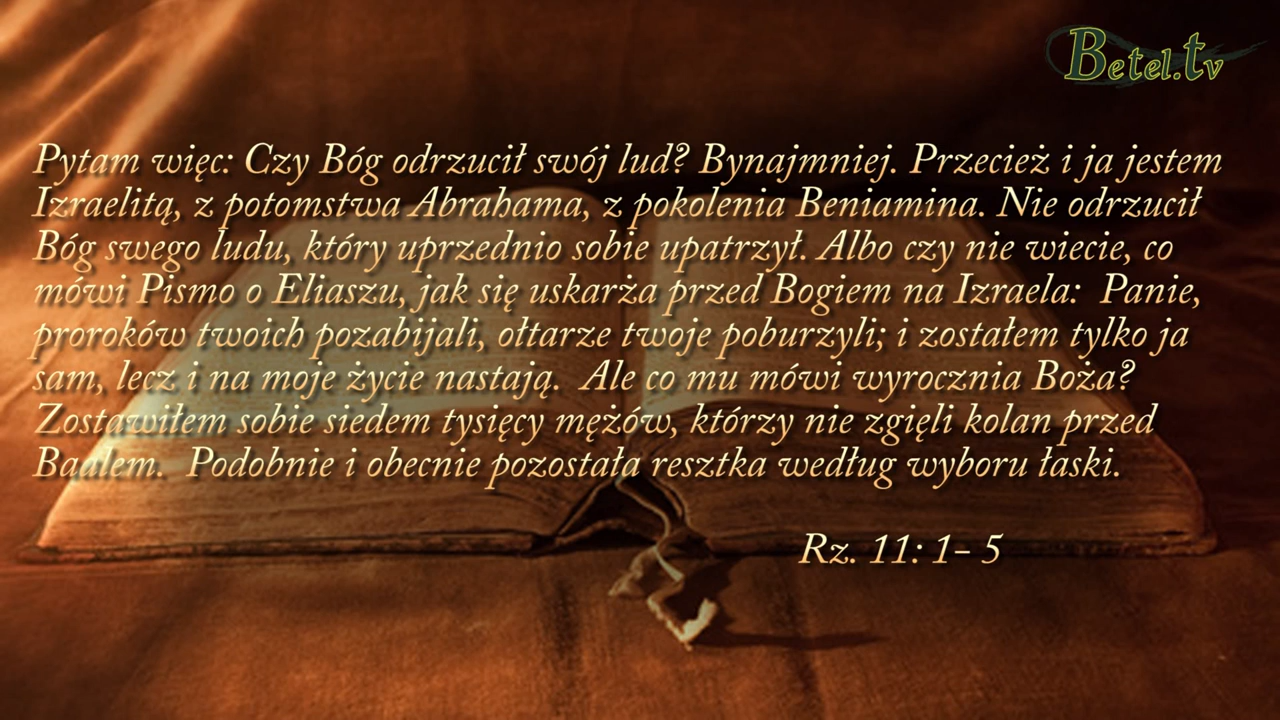 Betel.tv
Pytam więc: Czy Bóg odrzucił swój lud? Bynajmniej. Przecież i ja jestem
Izraelitą, z potomstwa Abrahama, z pokolenia Beniamina. Nie odrzucił
Bóg swego ludu, który uprzednio sobie upatrzył. Albo czy nie wiecie, co
mówi Pismo o Eliaszu, jak się uskarża przed Bogiem na Izraela: Panie,
proroków twoich pozabijali, ołtarze twoje poburzyli; i zostałem tylko ja
sam, lecz i na moje życie nastają. Ale co mu mówi wyrocznia Boża?
Zostawiłem sobie siedem tysięcy mężów, którzy nie zgięli kolan przed
Baalem. Podobnie i obecnie pozostała resztka według wyboru łaski.
Rz. 11: 1- 5